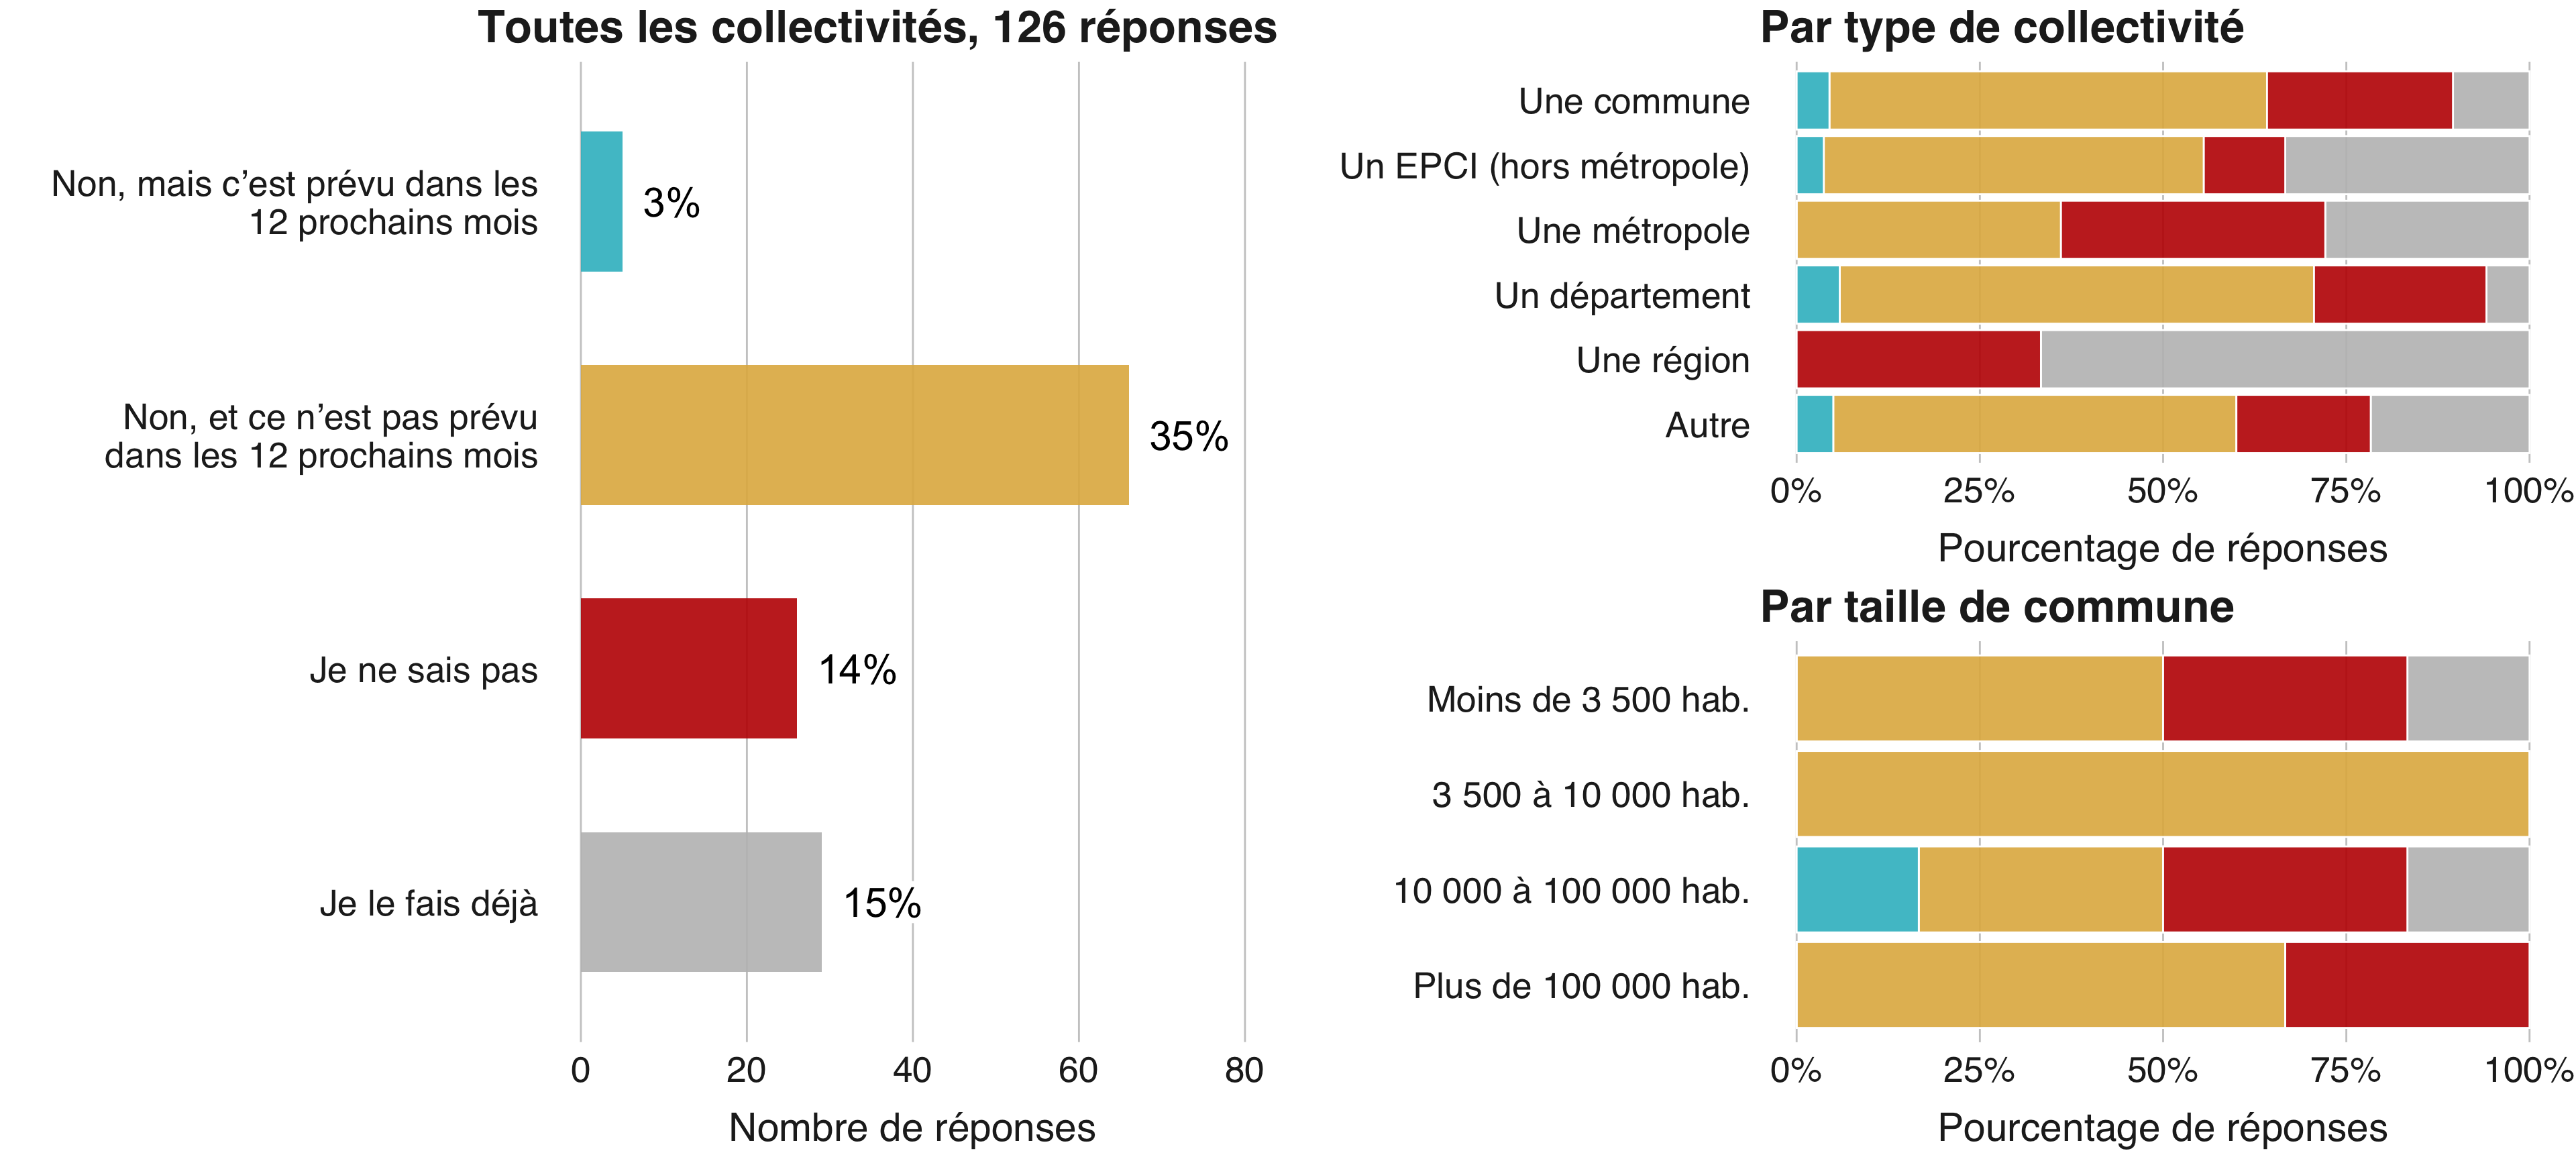 Toutes les collectivités, 126 réponses
Non, mais c’est prévu dans les
12 prochains mois
3%
Non, et ce n’est pas prévu
dans les 12 prochains mois
35%
Je ne sais pas
14%
Je le fais déjà
15%
0 20 40 60 80
Nombre de réponses
Par type de collectivité
Une commune
Un EPCI (hors métropole)
Une métropole
Un département
Une région
Autre
0% 25% 50% 75% 100%
Pourcentage de réponses
Par taille de commune
Moins de 3 500 hab.
3 500 à 10 000 hab.
10 000 à 100 000 hab.
Plus de 100 000 hab.
0% 25% 50% 75% 100%
Pourcentage de réponses